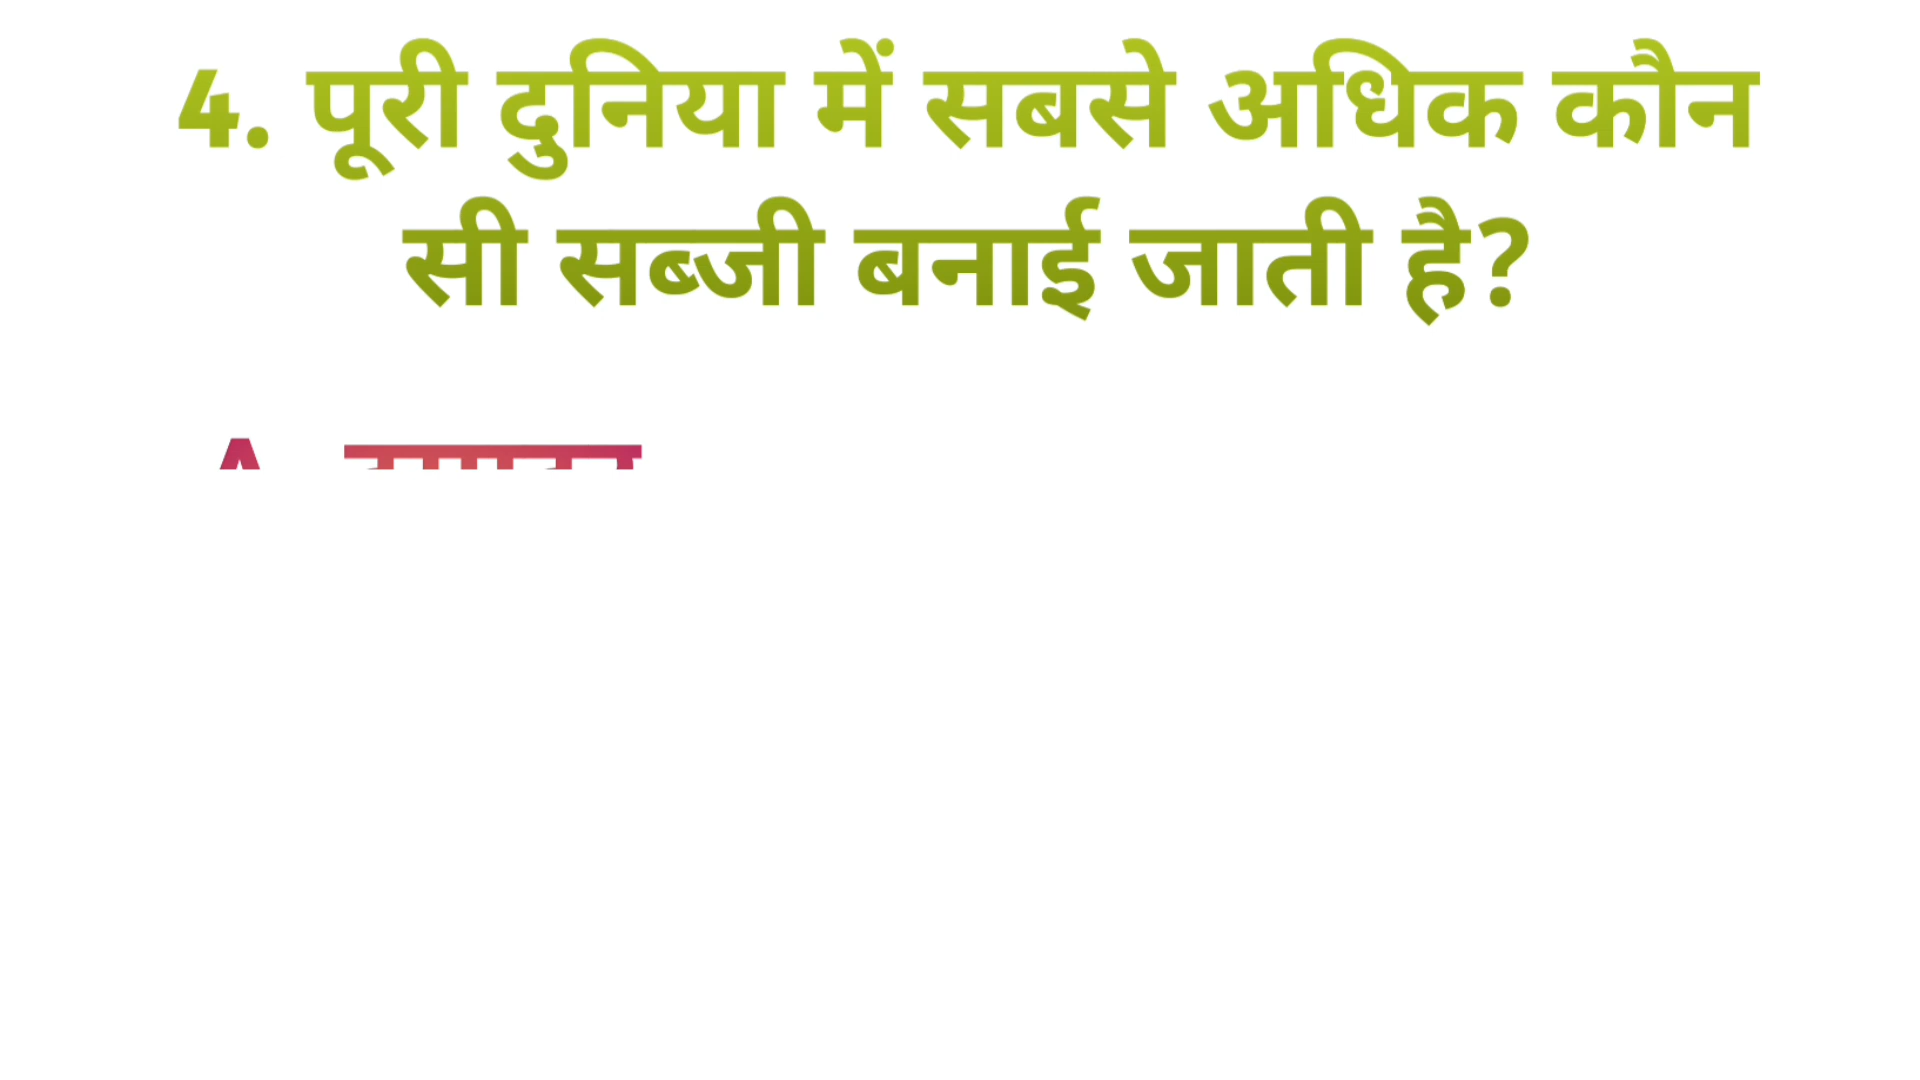 4. पूरी दुनिया में सबसे अधिक कौन
सी सब्जी बनाई जाती है?
A.